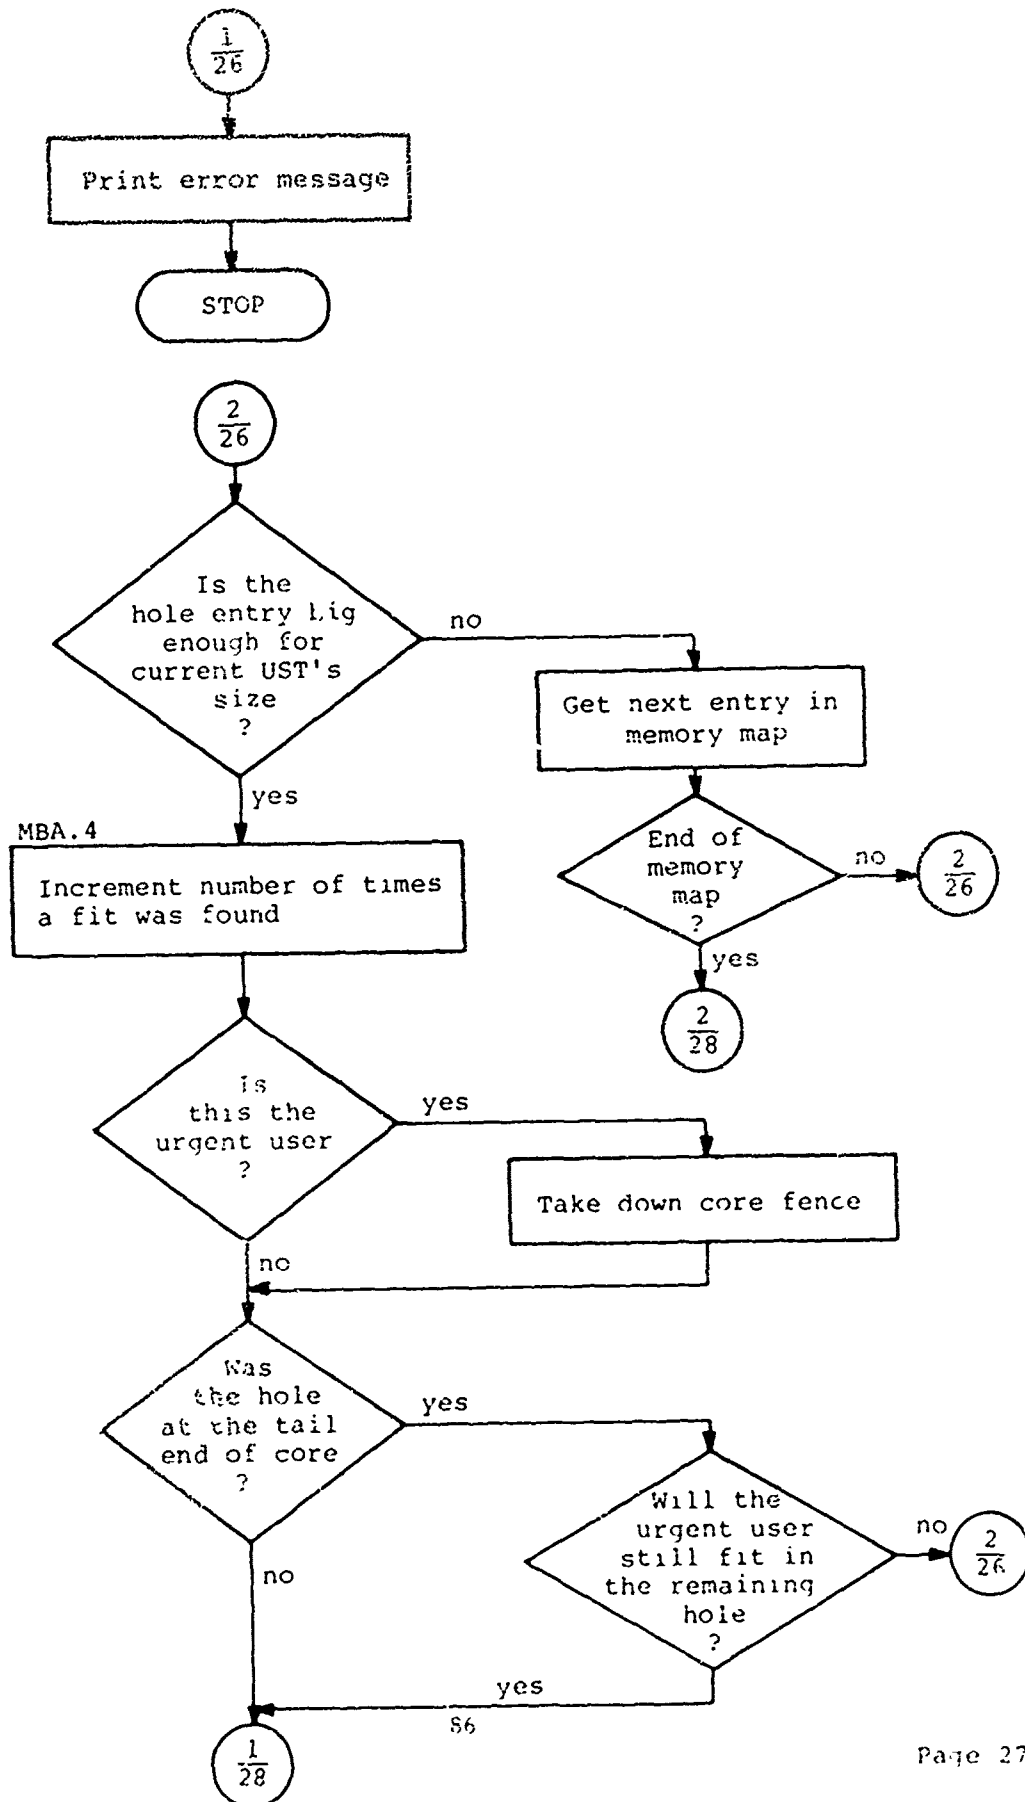 1
26
Print error message
STOP
2
26
Is the
hole entry big
enough for
current UST's
size
?
no
Get next entry in
memory map
yes
End of
memory
map
?
no
2
26
yes
2
28
MBA.4
Increment number of times
a fit was found
Is
this the
urgent user
?
yes
Take down core fence
no
Was
the hole
at the tail
end of core
?
yes
Will the
urgent user
still fit in
the remaining
hole
?
no
2
26
no
yes
86
1
28
Page 27